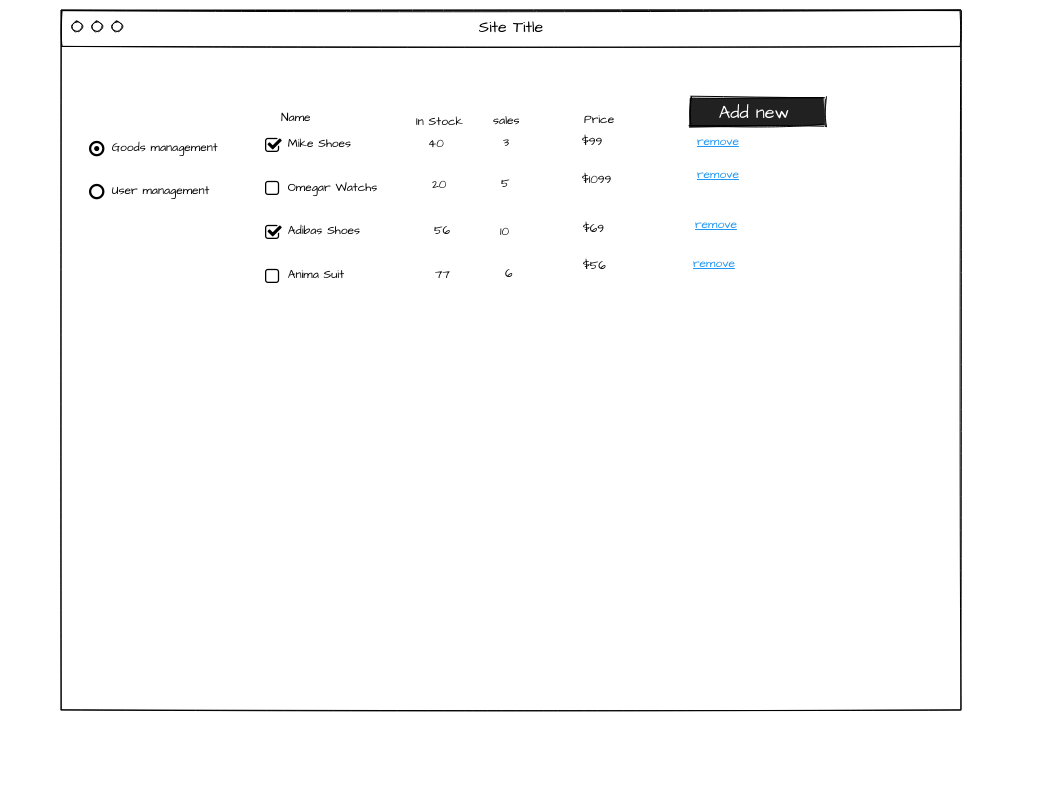 Site Title
Add new
Name In Stock sales Price
Goods management
Mike Shoes 40 3 $99 remove
User management
Omegar Watchs 20 5 $1099 remove
Adibas Shoes 56 10 $69 remove
Anima Suit 77 6 $56 remove